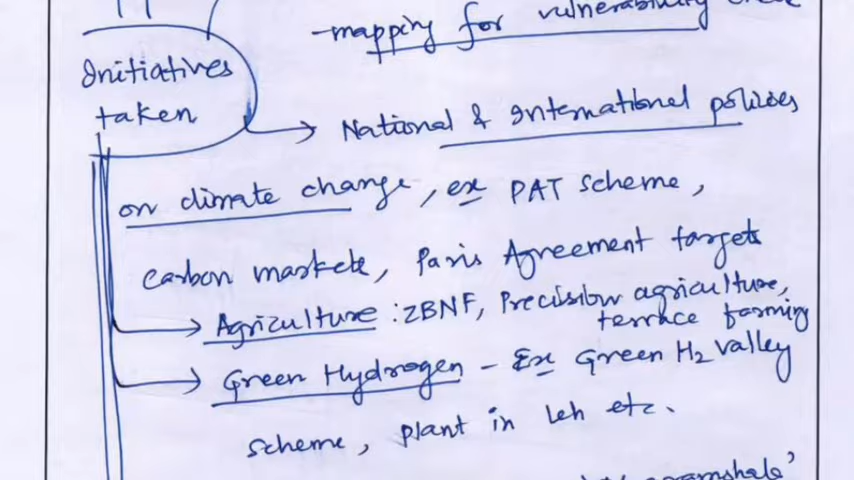 -mapping for vulnerability
Initiatives
taken
National & International policies
on climate change, ex PAT scheme,
carbon markets, Paris Agreement targets
Agriculture : ZBNF, Precision agriculture,
terrace farming
Green Hydrogen - Ex Green H2 valley
scheme, plant in Leh etc.